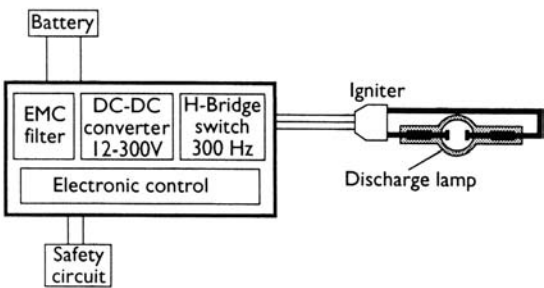 Battery
EMC
filter
DC-DC
converter
12-300V
H-Bridge
switch
300 Hz
Electronic control
Igniter
Discharge lamp
Safety
circuit